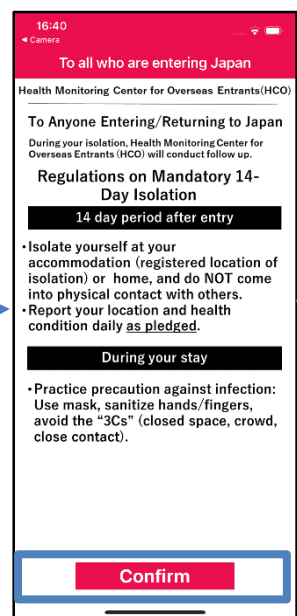 16:40
◀ Camera
To all who are entering Japan
Health Monitoring Center for Overseas Entrants(HCO)
To Anyone Entering/Returning to Japan
During your isolation, Health Monitoring Center for
Overseas Entrants (HCO) will conduct follow up.
Regulations on Mandatory 14-
Day Isolation
14 day period after entry
・Isolate yourself at your
accommodation (registered location of
isolation) or home, and do NOT come
into physical contact with others.
・Report your location and health
condition daily as pledged.
During your stay
・Practice precaution against infection:
Use mask, sanitize hands/fingers,
avoid the “3Cs” (closed space, crowd,
close contact).
Confirm